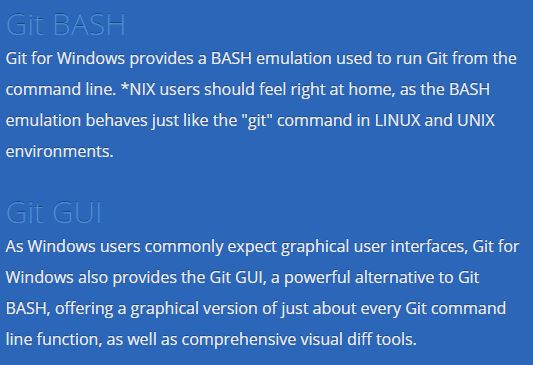 Git BASH
Git for Windows provides a BASH emulation used to run Git from the
command line. *NIX users should feel right at home, as the BASH
emulation behaves just like the "git" command in LINUX and UNIX
environments.
Git GUI
As Windows users commonly expect graphical user interfaces, Git for
Windows also provides the Git GUI, a powerful alternative to Git
BASH, offering a graphical version of just about every Git command
line function, as well as comprehensive visual diff tools.